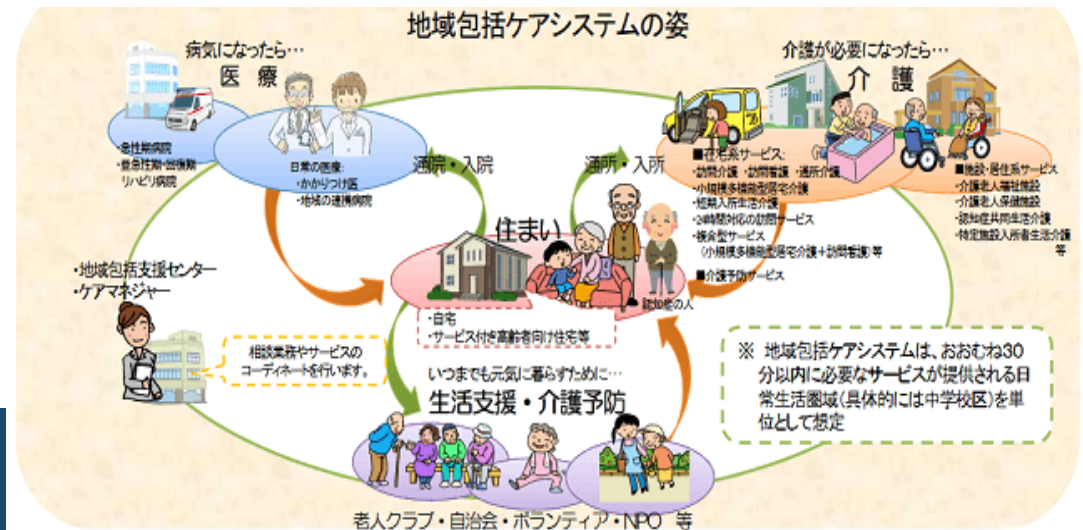 地域包括ケアシステムの姿
病気になったら…
医 療
介護が必要になったら…
介 護
急性期病院
・亜急性期・回復期
リハビリ病院
日常の医療:
・かかりつけ医
・地域の連携病院
通院・入院
通所・入所
■在宅系サービス:
・訪問介護 ・訪問看護 ・通所介護
・小規模多機能型居宅介護
・短期入所生活介護
・24時間対応の訪問サービス
・複合型サービス
(小規模多機能型居宅介護+訪問看護)等
■介護予防サービス
■施設・居住系サービス
・介護老人福祉施設
・介護老人保健施設
・認知症共同生活介護
・特定施設入所者生活介護
等
住まい
認知症の人
・自宅
・サービス付き高齢者向け住宅等
・地域包括支援センター
・ケアマネジャー
相談業務やサービスの
コーディネートを行います。
いつまでも元気に暮らすために…
生活支援・介護予防
※ 地域包括ケアシステムは、おおむね30
分以内に必要なサービスが提供される日
常生活圏域(具体的には中学校区)を単
位として想定
老人クラブ・自治会・ボランティア・NPO 等